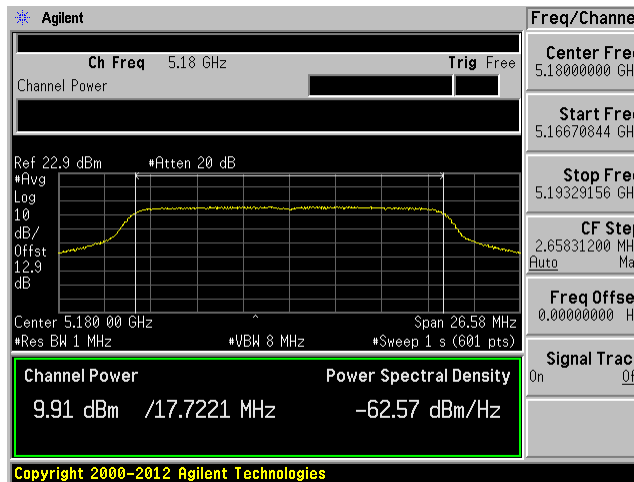 Agilent
Freq/Channe
Ch Freq 5.18 GHz Trig Free
Channel Power
Center Fre
5.18000000 GH
Start Fre
5.16670844 GH
Stop Fre
5.19329156 GH
CF Ste
2.65831200 MH
Auto Ma
Freq Offse
0.00000000 H
Signal Trac
On Of
Ref 22.9 dBm #Atten 20 dB
#Avg
Log
10
dB/
Offst
12.9
dB
Center 5.180 00 GHz Span 26.58 MHz
#Res BW 1 MHz #VBW 8 MHz #Sweep 1 s (601 pts)
Channel Power Power Spectral Density
9.91 dBm /17.7221 MHz -62.57 dBm/Hz
Copyright 2000-2012 Agilent Technologies